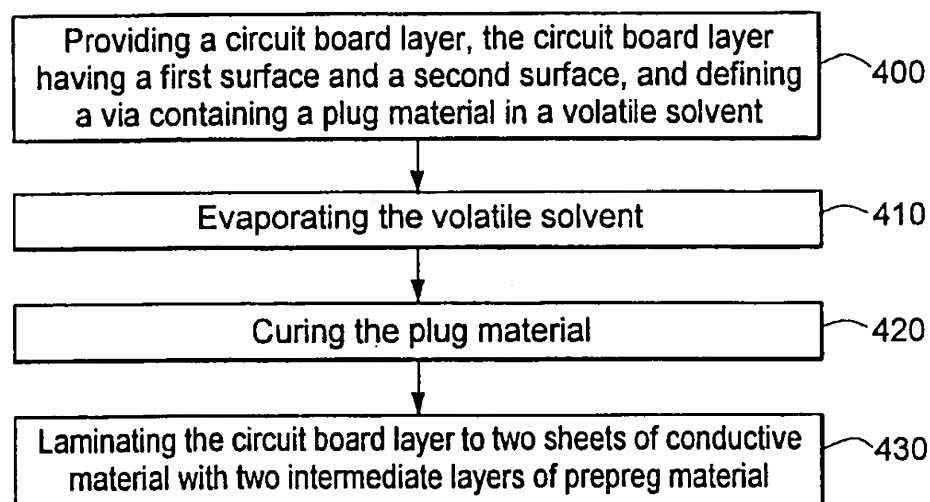 Providing a circuit board layer, the circuit board layer
having a first surface and a second surface, and defining
a via containing a plug material in a volatile solvent
400
Evaporating the volatile solvent
410
Curing the plug material
420
Laminating the circuit board layer to two sheets of conductive
material with two intermediate layers of prepreg material
430